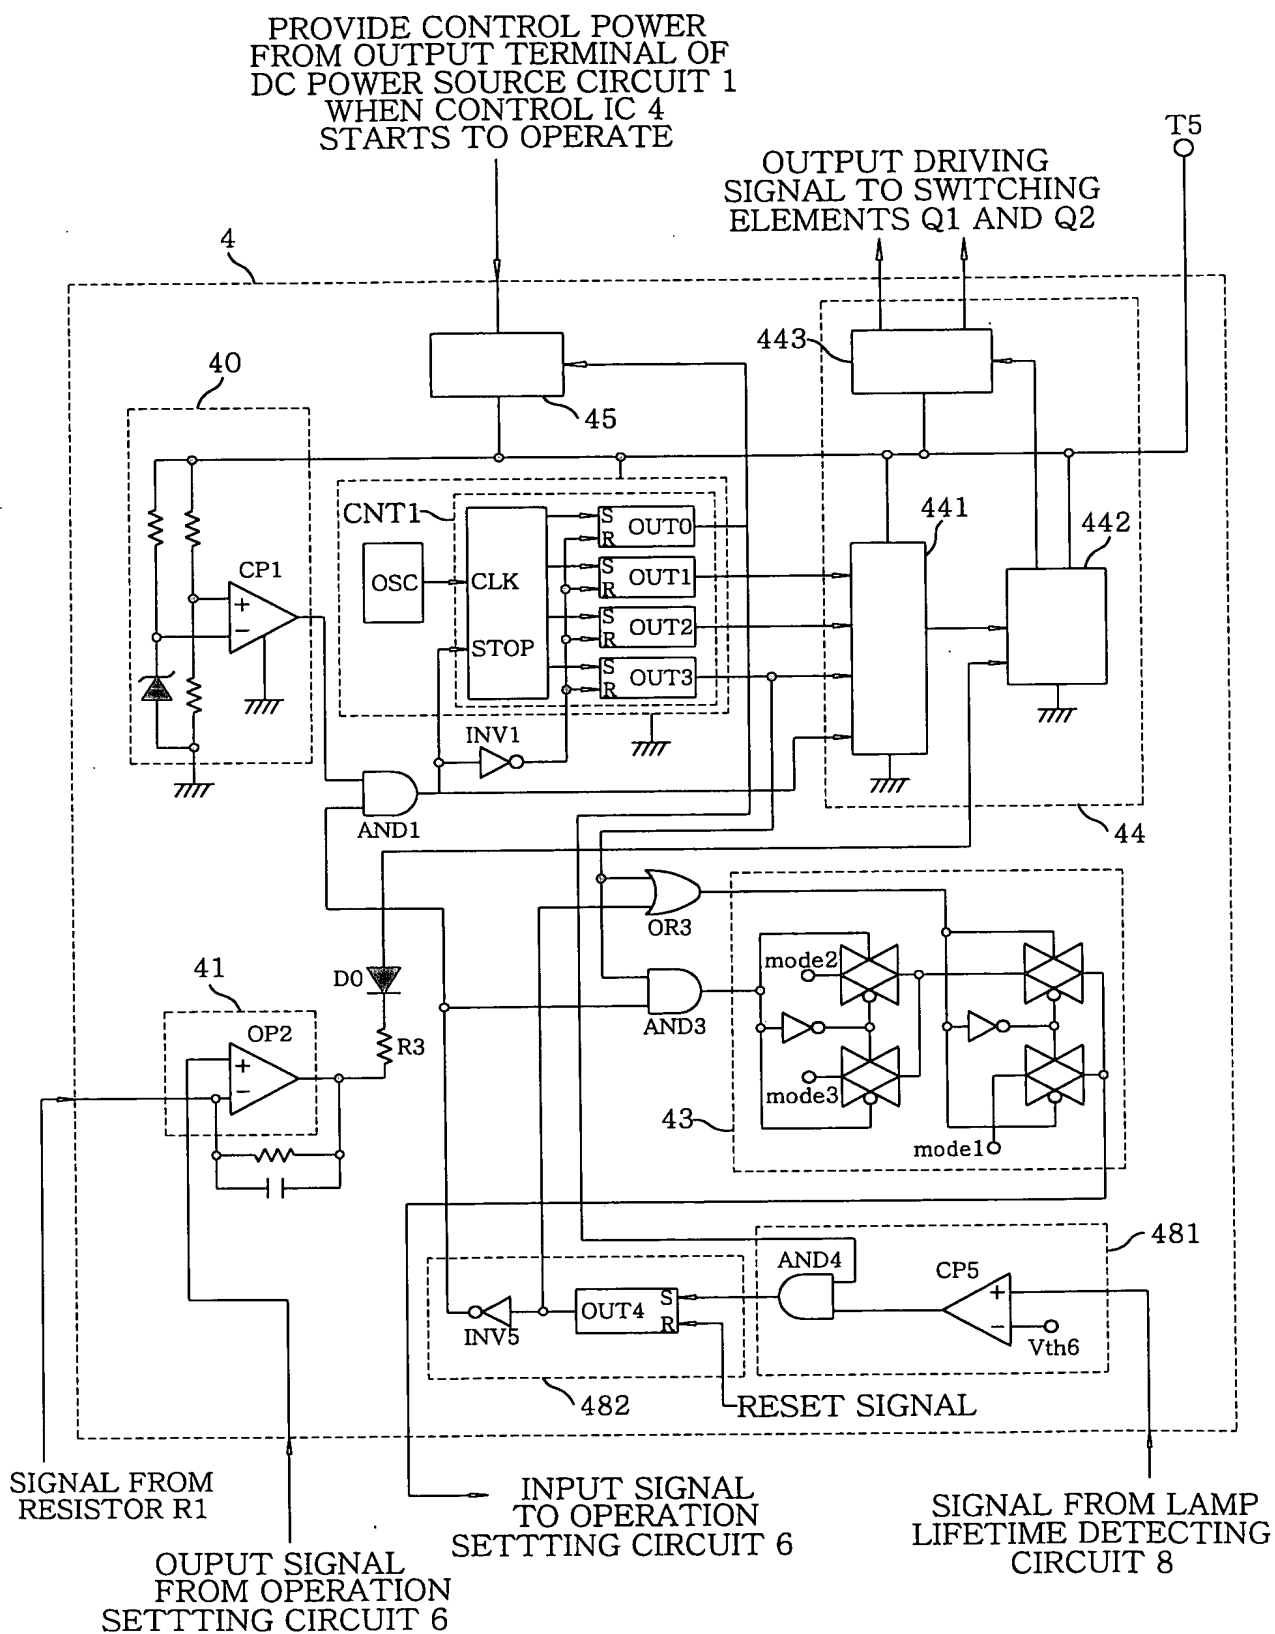 PROVIDE CONTROL POWER
FROM OUTPUT TERMINAL OF
DC POWER SOURCE CIRCUIT 1
WHEN CONTROL IC 4
STARTS TO OPERATE
T5
OUTPUT DRIVING
SIGNAL TO SWITCHING
ELEMENTS Q1 AND Q2
4
443
40
45
CNT1
S
R
OUT0
441
442
CP1
+
−
OSC
CLK
STOP
S
R
OUT1
S
R
OUT2
S
R
OUT3
INV1
AND1
44
OR3
D0
41
mode2
AND3
OP2
+
−
R3
mode3
43
mode1
481
AND4
CP5
+
−
Vth6
OUT4
S
R
INV5
482
RESET SIGNAL
SIGNAL FROM
RESISTOR R1
INPUT SIGNAL
TO OPERATION
SETTTING CIRCUIT 6
SIGNAL FROM LAMP
LIFETIME DETECTING
CIRCUIT 8
OUPUT SIGNAL
FROM OPERATION
SETTTING CIRCUIT 6